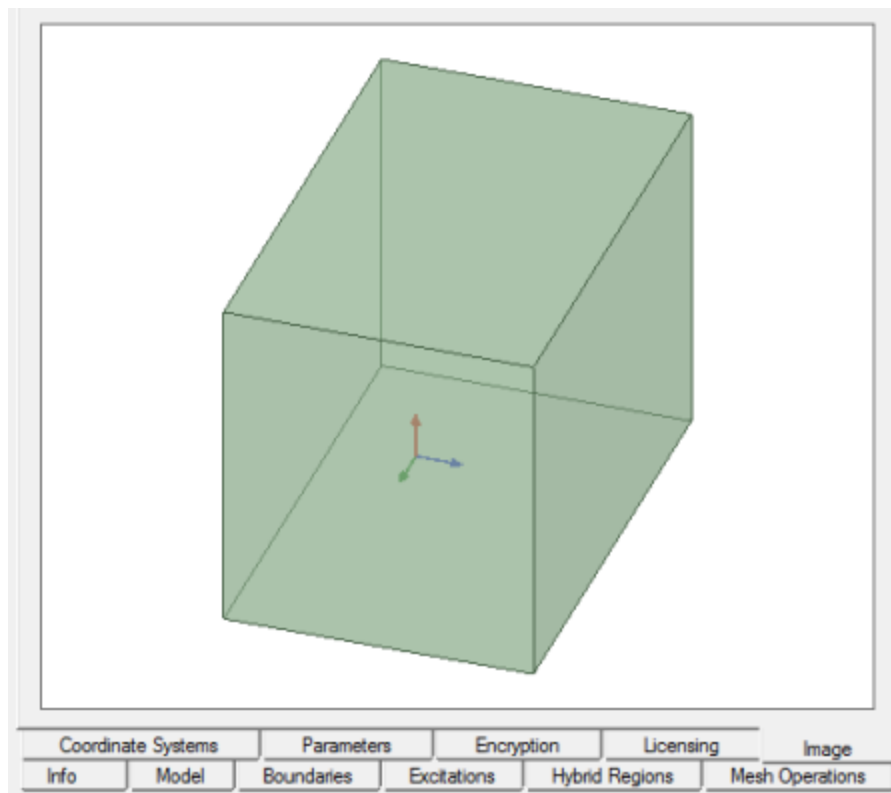 Coordinate Systems Parameters Encryption Licensing Image
Info Model Boundaries Excitations Hybrid Regions Mesh Operations